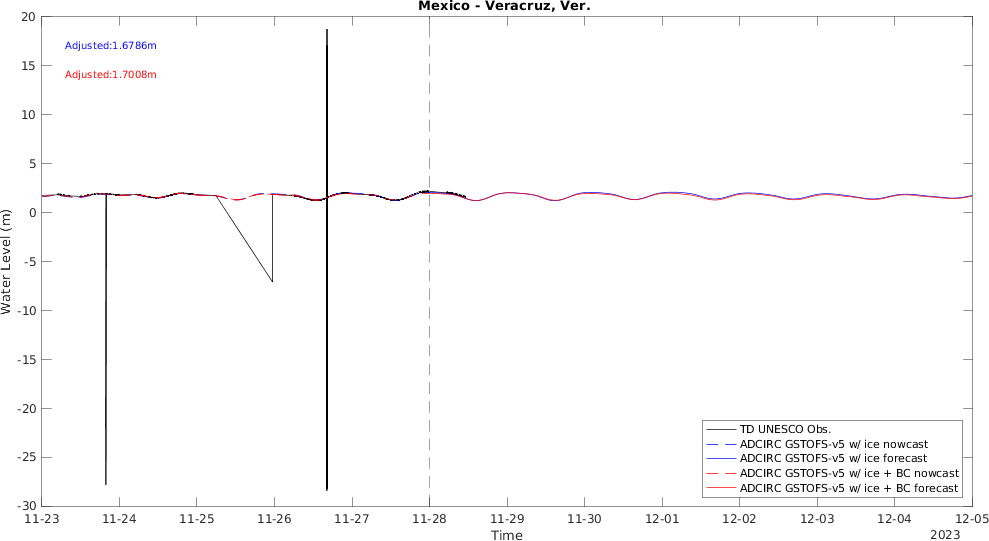 Mexico - Veracruz, Ver.
Adjusted:1.6786m
Adjusted:1.7008m
Water Level (m)
20
15
10
5
0
-5
-10
-15
-20
-25
-30
TD UNESCO Obs.
ADCIRC GSTOFS-v5 w/ ice nowcast
ADCIRC GSTOFS-v5 w/ ice forecast
ADCIRC GSTOFS-v5 w/ ice + BC nowcast
ADCIRC GSTOFS-v5 w/ ice + BC forecast
11-23 11-24 11-25 11-26 11-27 11-28 11-29 11-30 12-01 12-02 12-03 12-04 12-05
Time
2023